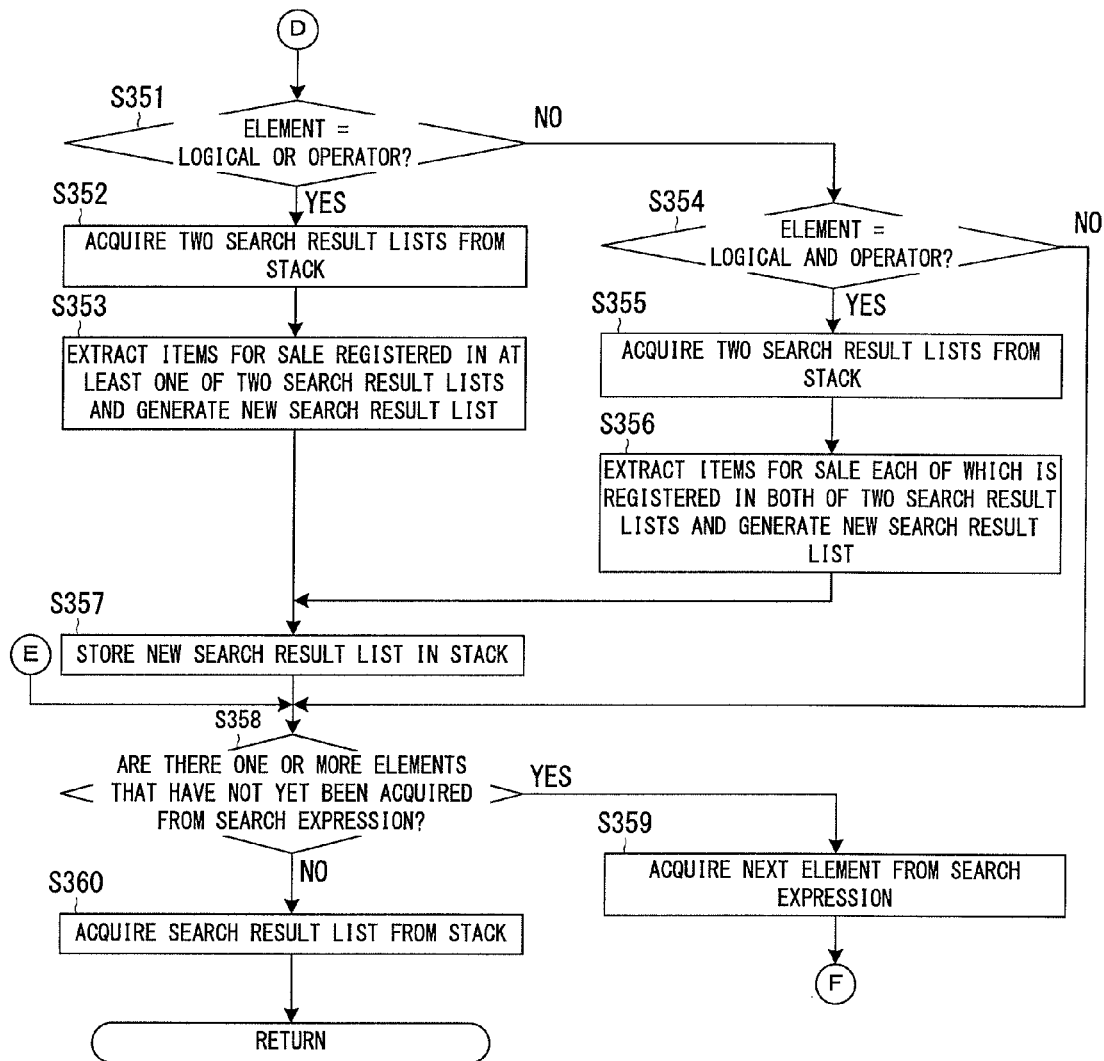 D
S351
ELEMENT =
LOGICAL OR OPERATOR?
NO
YES
S352
ACQUIRE TWO SEARCH RESULT LISTS FROM
STACK
S353
EXTRACT ITEMS FOR SALE REGISTERED IN AT
LEAST ONE OF TWO SEARCH RESULT LISTS
AND GENERATE NEW SEARCH RESULT LIST
S354
ELEMENT =
LOGICAL AND OPERATOR?
NO
YES
S355
ACQUIRE TWO SEARCH RESULT LISTS FROM
STACK
S356
EXTRACT ITEMS FOR SALE EACH OF WHICH IS
REGISTERED IN BOTH OF TWO SEARCH RESULT
LISTS AND GENERATE NEW SEARCH RESULT
LIST
S357
E
STORE NEW SEARCH RESULT LIST IN STACK
S358
ARE THERE ONE OR MORE ELEMENTS
THAT HAVE NOT YET BEEN ACQUIRED
FROM SEARCH EXPRESSION?
YES
NO
S359
ACQUIRE NEXT ELEMENT FROM SEARCH
EXPRESSION
F
S360
ACQUIRE SEARCH RESULT LIST FROM STACK
RETURN